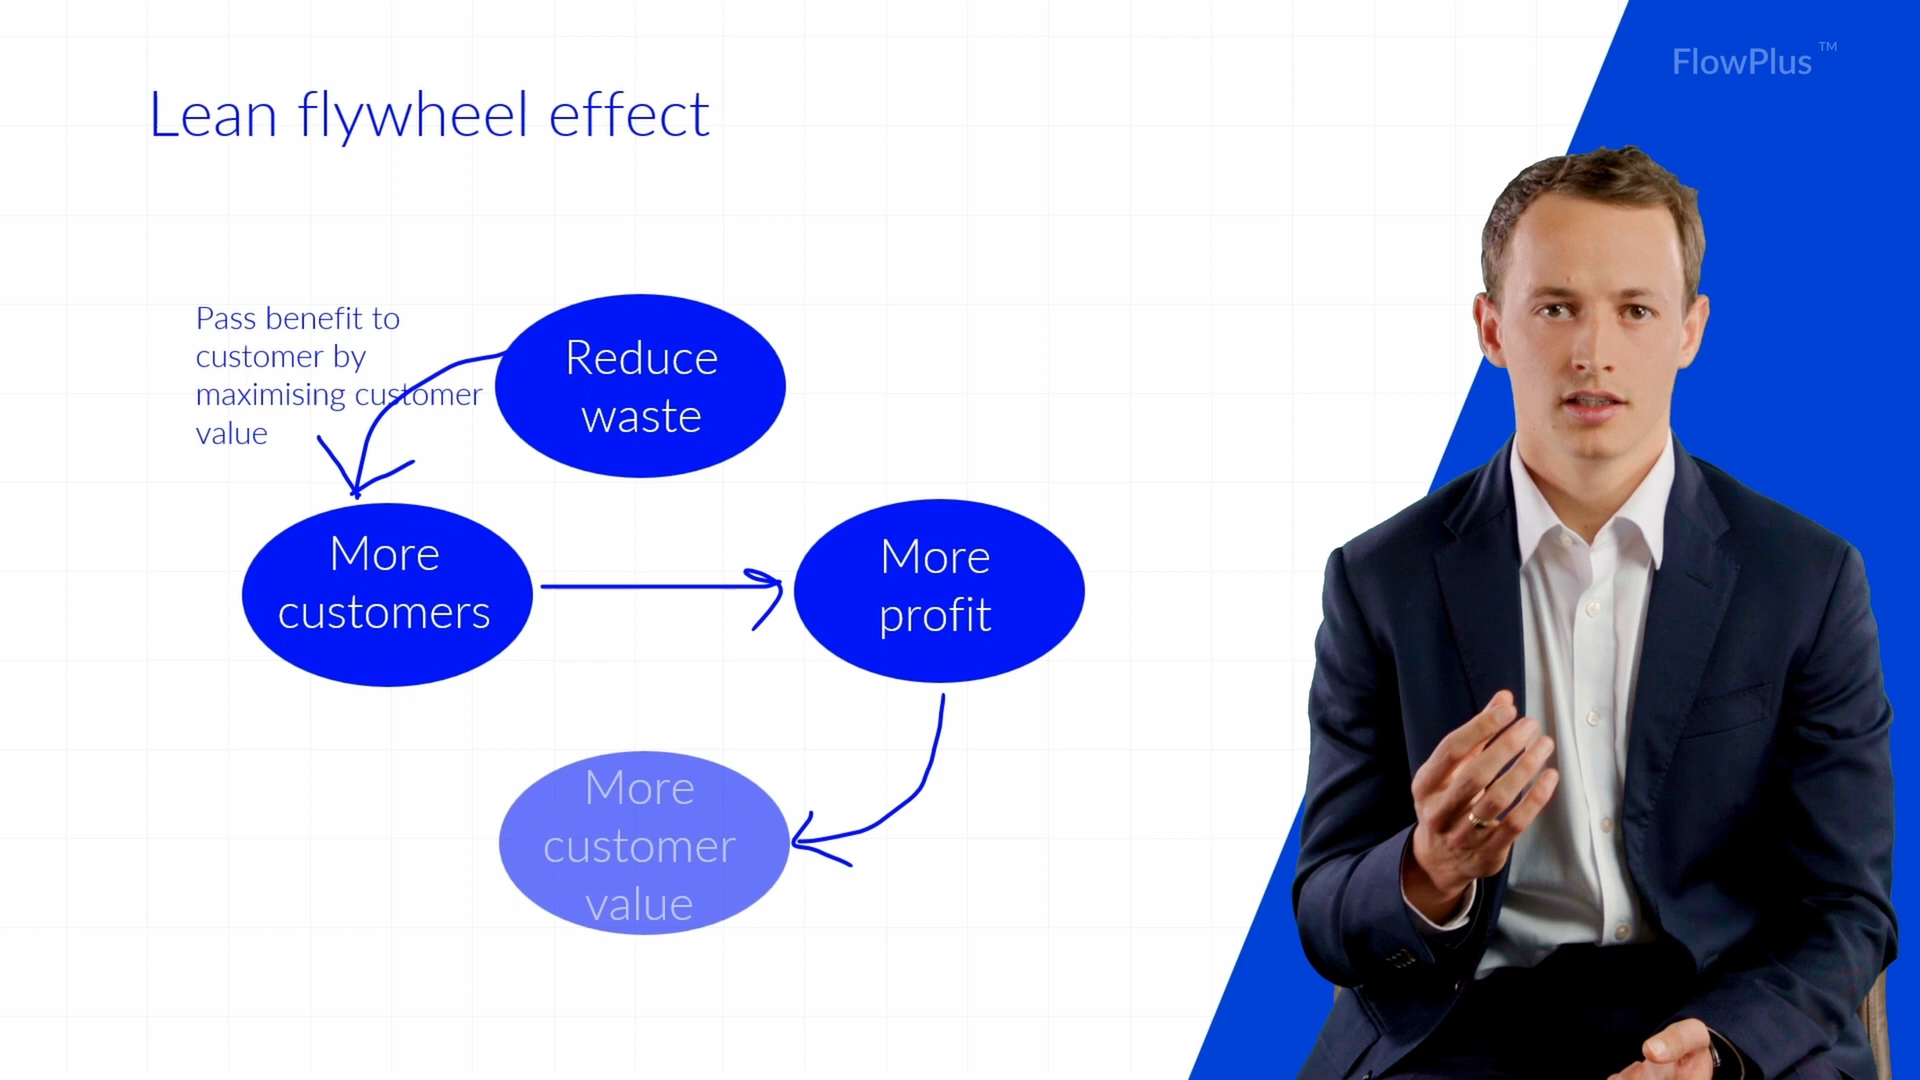 FlowPlus™
Lean flywheel effect
Pass benefit to
customer by
maximising customer
value
Reduce
waste
More
customers
More
profit
More
customer
value